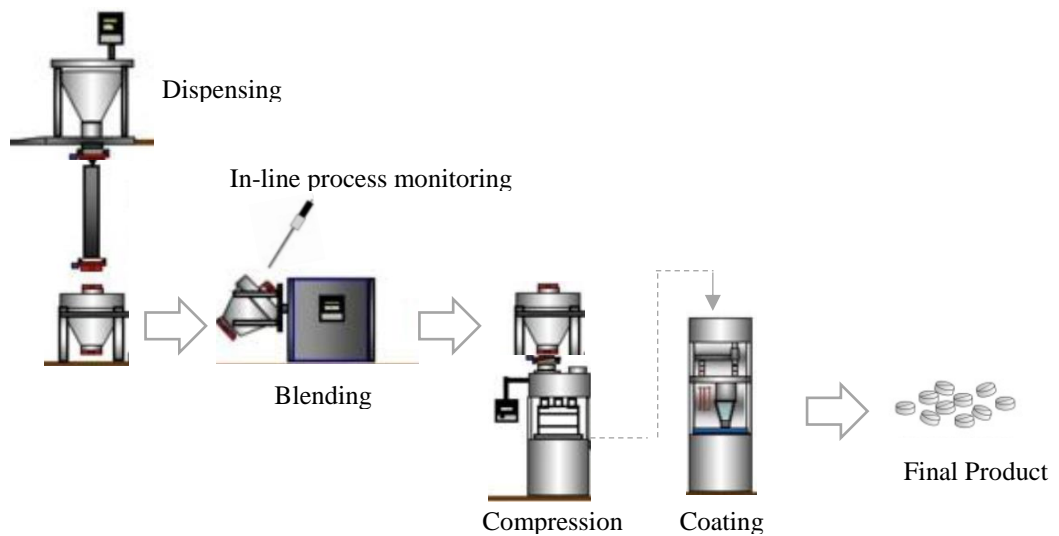 Dispensing
In-line process monitoring
Blending
Compression
Coating
Final Product